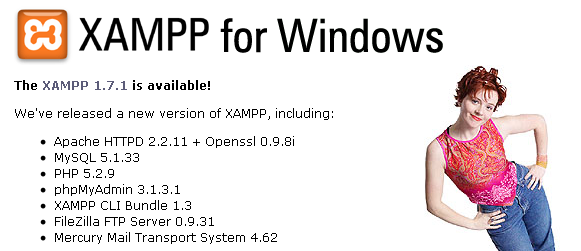 XAMPP for Windows
The XAMPP 1.7.1 is available!
We've released a new version of XAMPP, including:
• Apache HTTPD 2.2.11 + Openssl 0.9.8i
• MySQL 5.1.33
• PHP 5.2.9
• phpMyAdmin 3.1.3.1
• XAMPP CLI Bundle 1.3
• FileZilla FTP Server 0.9.31
• Mercury Mail Transport System 4.62